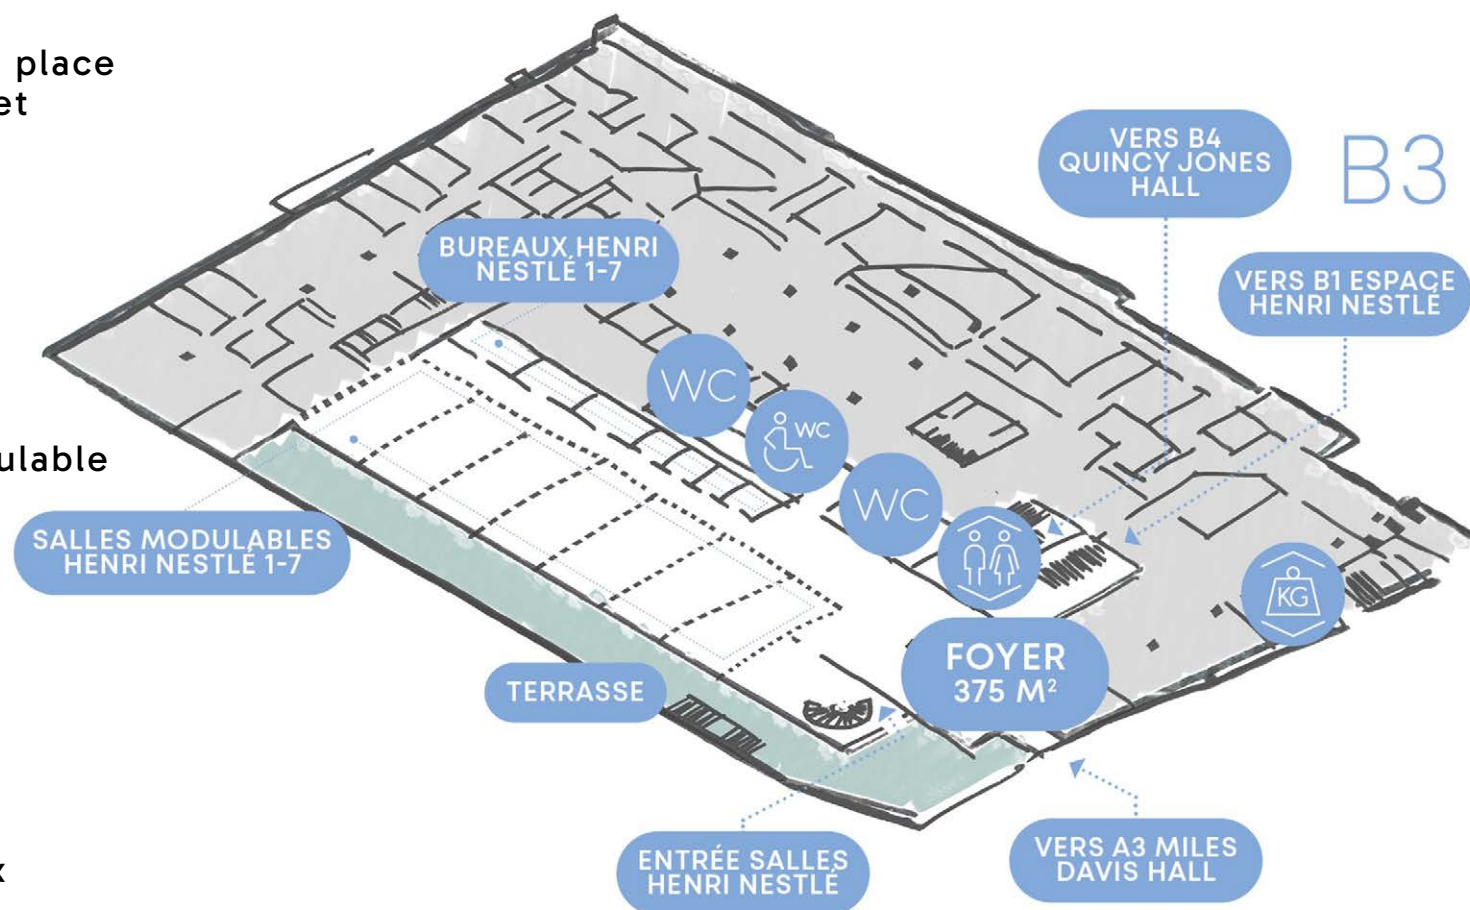 place
et
ulable
x
B3
VERS B4
QUINCY JONES
HALL
VERS B1 ESPACE
HENRI NESTLÉ
BUREAUX HENRI
NESTLÉ 1-7
WC
WC
WC
SALLES MODULABLES
HENRI NESTLÉ 1-7
KG
FOYER
375 M²
TERRASSE
ENTRÉE SALLES
HENRI NESTLÉ
VERS A3 MILES
DAVIS HALL